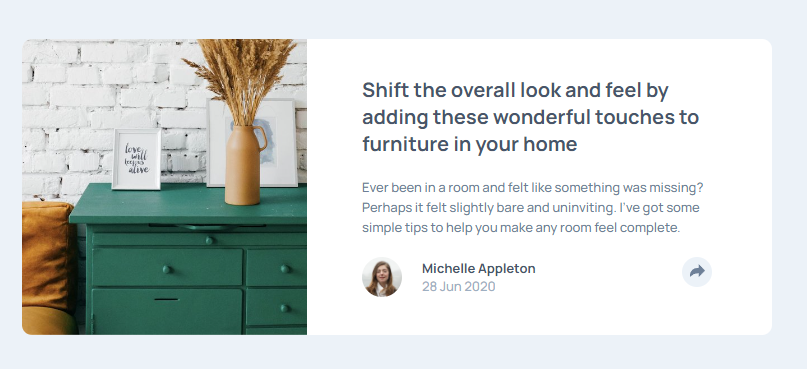 love
will
alive
Shift the overall look and feel by
adding these wonderful touches to
furniture in your home
Ever been in a room and felt like something was missing?
Perhaps it felt slightly bare and uninviting. I've got some
simple tips to help you make any room feel complete.
Michelle Appleton
28 Jun 2020